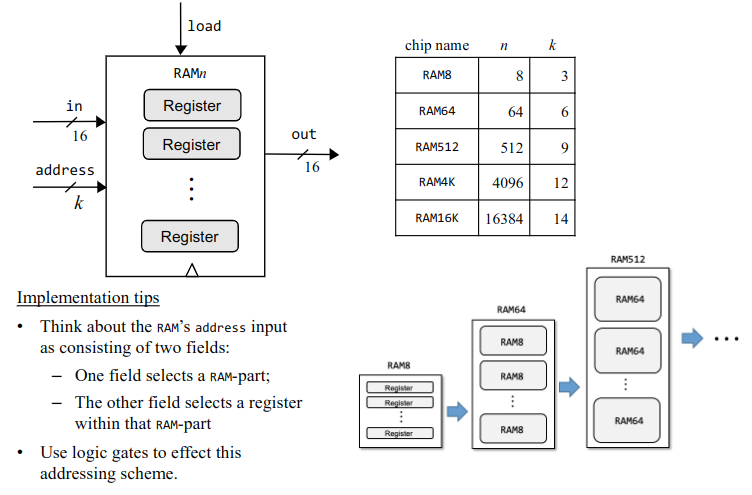 load
RAMn
in
16
address
k
Register
Register
Register
out
16
chip name n k
RAM8 8 3
RAM64 64 6
RAM512 512 9
RAM4K 4096 12
RAM16K 16384 14
Implementation tips
• Think about the RAM's address input
as consisting of two fields:
– One field selects a RAM-part;
– The other field selects a register
within that RAM-part
• Use logic gates to effect this
addressing scheme.
RAM8
Register
Register
Register
RAM64
RAM8
RAM8
RAM8
RAM512
RAM64
RAM64
RAM64